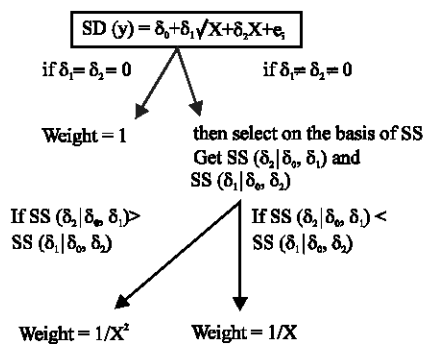 SD (y) = δ₀+δ₁√X+δ₂X+eᵢ
if δ₁= δ₂= 0
if δ₁≠ δ₂≠ 0
Weight = 1
then select on the basis of SS
Get SS (δ₂|δ₀, δ₁) and
SS (δ₁|δ₀, δ₂)
If SS (δ₂|δ₀, δ₁)>
SS (δ₁|δ₀, δ₂)
If SS (δ₂|δ₀, δ₁) <
SS (δ₁|δ₀, δ₂)
Weight = 1/X²
Weight = 1/X